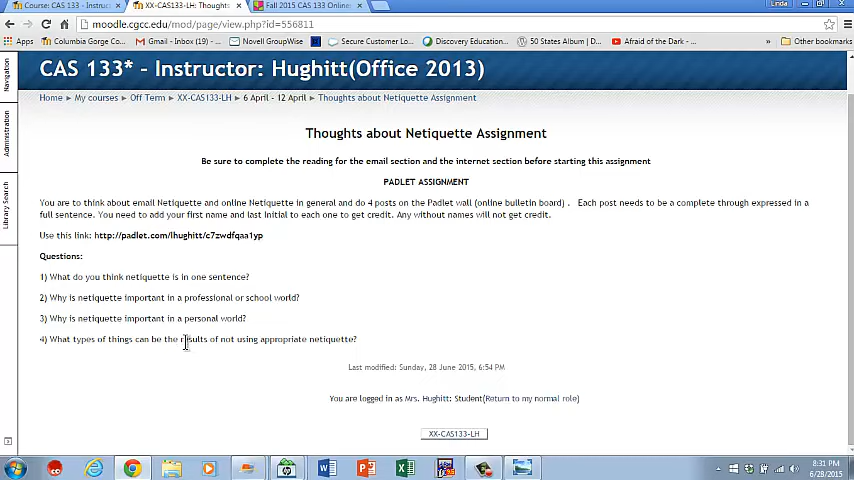 Course: CAS 133 - Instruc
XX-CAS133-LH: Thoughts
Fall 2015 CAS 133 Online
Linda
moodle.cgcc.edu/mod/page/view.php?id=556811
Apps Columbia Gorge Co... Gmail - Inbox (19)... Novell GroupWise Secure Locker Lo... Discovery Education... 50 States Album | D... Afraid of the Dark... » Other bookmarks
CAS 133* - Instructor: Hughitt(Office 2013)
Home ► My courses ► Off Term ► XX-CAS133-LH ► 6 April - 12 April ► Thoughts about Netiquette Assignment
Navigation
Administration
Library Search
Thoughts about Netiquette Assignment
Be sure to complete the reading for the email section and the internet section before starting this assignment
PADLET ASSIGNMENT
You are to think about email Netiquette and online Netiquette in general and do 4 posts on the Padlet wall (online bulletin board) . Each post needs to be a complete through expressed in a
full sentence. You need to add your first name and last initial to each one to get credit. Any without names will not get credit.
Use this link: http://padlet.com/lhughitt/c7zwdfqaa1yp
Questions:
1) What do you think netiquette is in one sentence?
2) Why is netiquette important in a professional or school world?
3) Why is netiquette important in a personal world?
4) What types of things can be the results of not using appropriate netiquette?
Last modified: Sunday, 28 June 2015, 6:54 PM
You are logged in as Mrs. Hughitt: Student(Return to my normal role)
XX-CAS133-LH
8:31 PM
6/28/2015